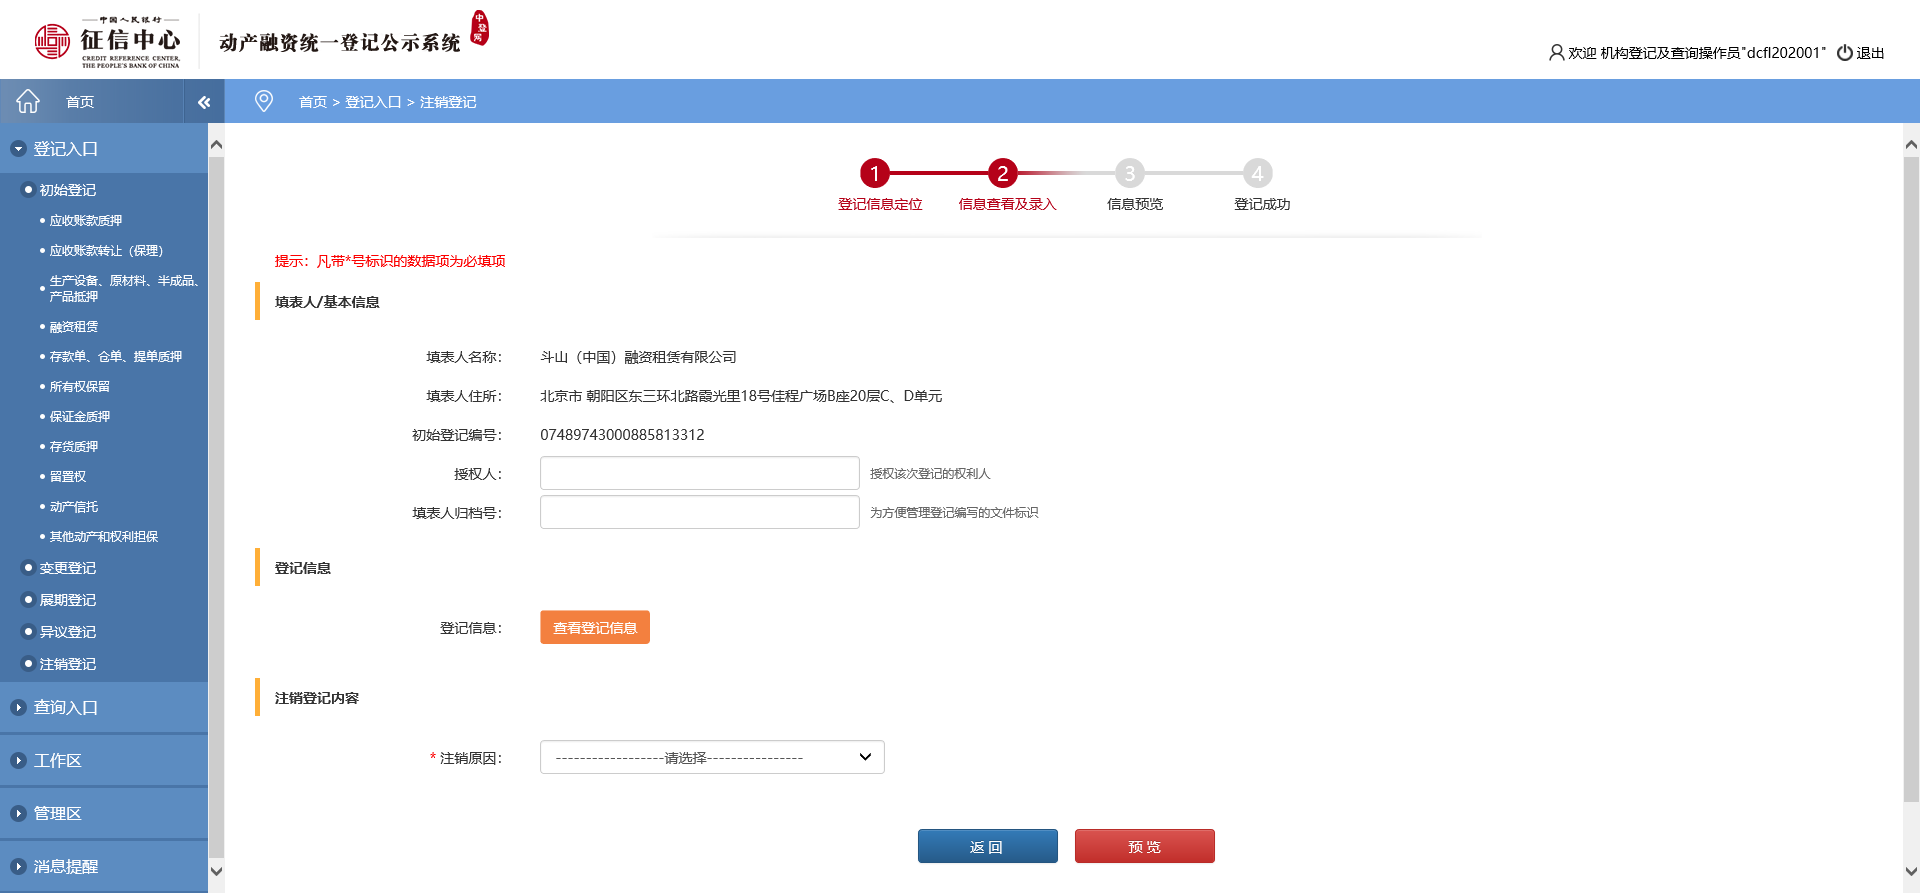 中国人民银行
征信中心
CREDIT REFERENCE CENTER,
THE PEOPLE'S BANK OF CHINA
动产融资统一登记公示系统
中登网
欢迎 机构登记及查询操作员"dcfl202001"
退出
首页
首页 > 登记入口 > 注销登记
登记入口
初始登记
应收账款质押
应收账款转让（保理）
生产设备、原材料、半成品、
产品抵押
融资租赁
存款单、仓单、提单质押
所有权保留
保证金质押
存货质押
留置权
动产信托
其他动产和权利担保
变更登记
展期登记
异议登记
注销登记
查询入口
工作区
管理区
消息提醒
1
2
3
4
登记信息定位
信息查看及录入
信息预览
登记成功
提示：凡带*号标识的数据项为必填项
填表人/基本信息
填表人名称： 斗山（中国）融资租赁有限公司
填表人住所： 北京市 朝阳区东三环北路霞光里18号佳程广场B座20层C、D单元
初始登记编号： 07489743000885813312
授权人： 授权该次登记的权利人
填表人归档号： 为方便管理登记编写的文件标识
登记信息
登记信息： 查看登记信息
注销登记内容
* 注销原因： ------------------请选择----------------
返 回
预 览